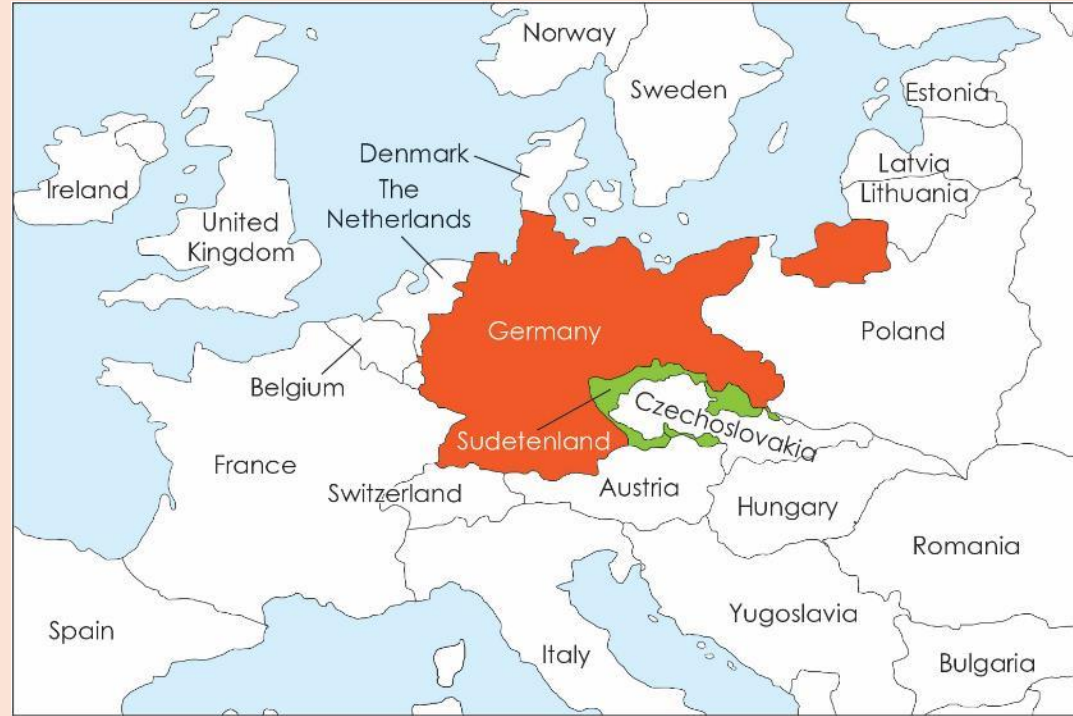 Norway
Sweden
Estonia
Denmark
Latvia
The
Netherlands
Ireland
Lithuania
United
Kingdom
Germany
Poland
Belgium
Czechoslovakia
Sudetenland
France
Switzerland
Austria
Hungary
Romania
Yugoslavia
Spain
Italy
Bulgaria